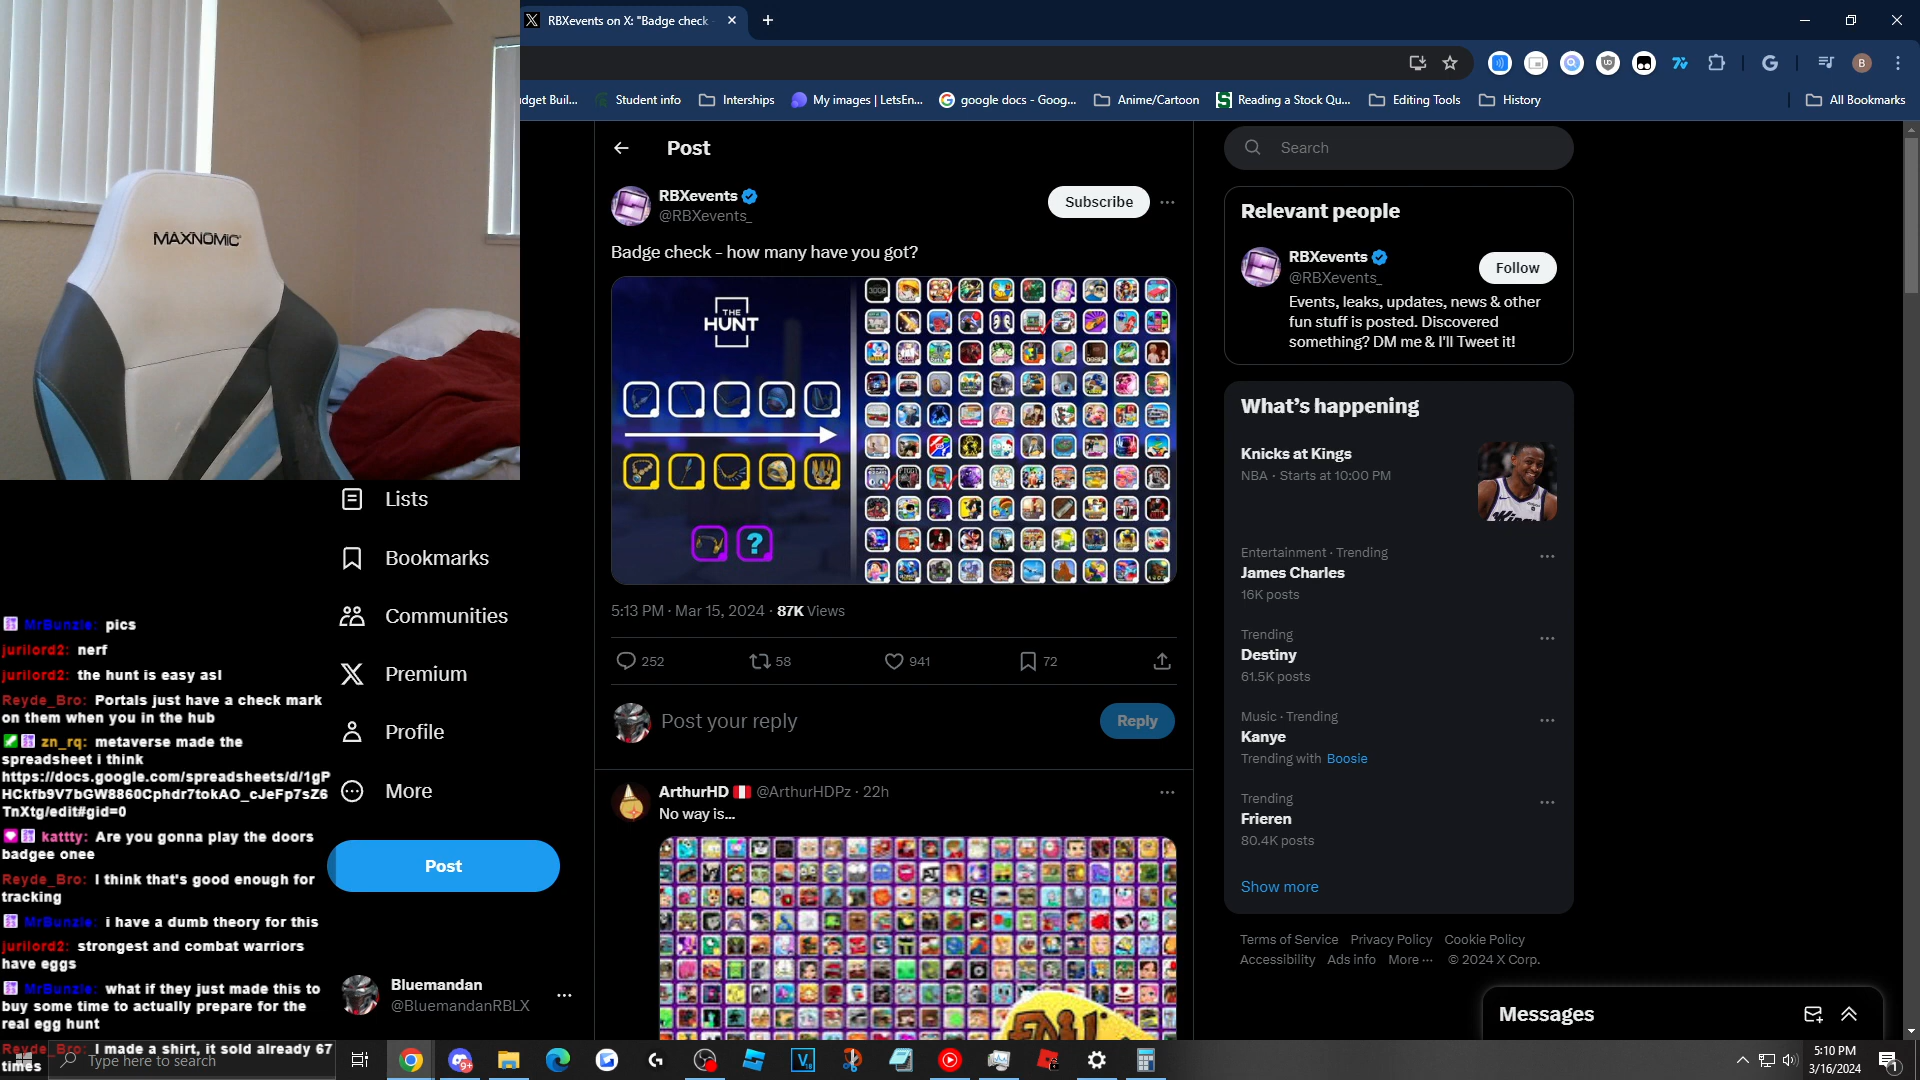 RBXevents on X: "Badge check
dget Buil...
Student info
Interships
My images | LetsEn...
google docs - Goog...
Anime/Carton
Reading a Stock Qu...
Editing Tools
History
All Bookmarks
MAXNOMIC
Post
RBXevents
@RBXevents_
Subscribe
Badge check - how many have you got?
THE
HUNT
5:13 PM · Mar 15, 2024 · 87K Views
252
58
941
72
Post your reply
Reply
ArthurHD @ArthurHDPz · 22h
No way is...
Search
Relevant people
RBXevents
@RBXevents_
Follow
Events, leaks, updates, news & other
fun stuff is posted. Discovered
something? DM me & I'll Tweet it!
What's happening
Knicks at Kings
NBA · Starts at 10:00 PM
Entertainment · Trending
James Charles
16K posts
Trending
Destiny
61.5K posts
Music · Trending
Kanye
Trending with Boosie
Trending
Frieren
80.4K posts
Show more
Terms of Service Privacy Policy Cookie Policy
Accessibility Ads info More ··· © 2024 X Corp.
Messages
Lists
Bookmarks
Communities
Premium
Profile
More
Post
Bluemandan
@BluemandanRBLX
MrBunzie: pics
jurilord2: nerf
jurilord2: the hunt is easy asl
Reyde_Bro: Portals just have a check mark
on them when you in the hub
zn_rq: metaverse made the
spreadsheet i think
https://docs.google.com/spreadsheets/d/1gP
HCkfb9V7bGW8860Cphdr7tokAO_cJeFp7sZ6
TnXtg/edit#gid=0
kattty: Are you gonna play the doors
badgee onee
Reyde_Bro: I think that's good enough for
tracking
MrBunzie: i have a dumb theory for this
jurilord2: strongest and combat warriors
have eggs
MrBunzie: what if they just made this to
buy some time to actually prepare for the
real egg hunt
Reyde_Bro: I made a shirt, it sold already 67
times
Type here to search
5:10 PM
3/16/2024